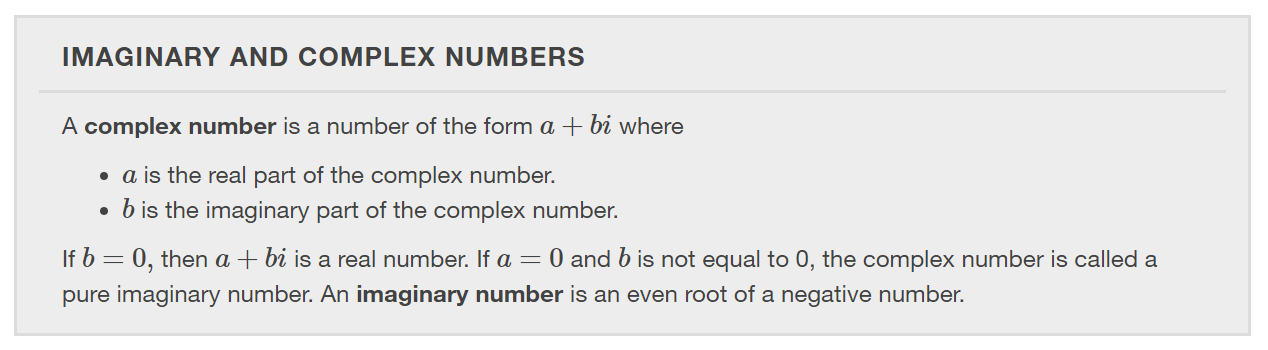 IMAGINARY AND COMPLEX NUMBERS
A complex number is a number of the form a + bi where
• a is the real part of the complex number.
• b is the imaginary part of the complex number.
If b = 0, then a + bi is a real number. If a = 0 and b is not equal to 0, the complex number is called a
pure imaginary number. An imaginary number is an even root of a negative number.